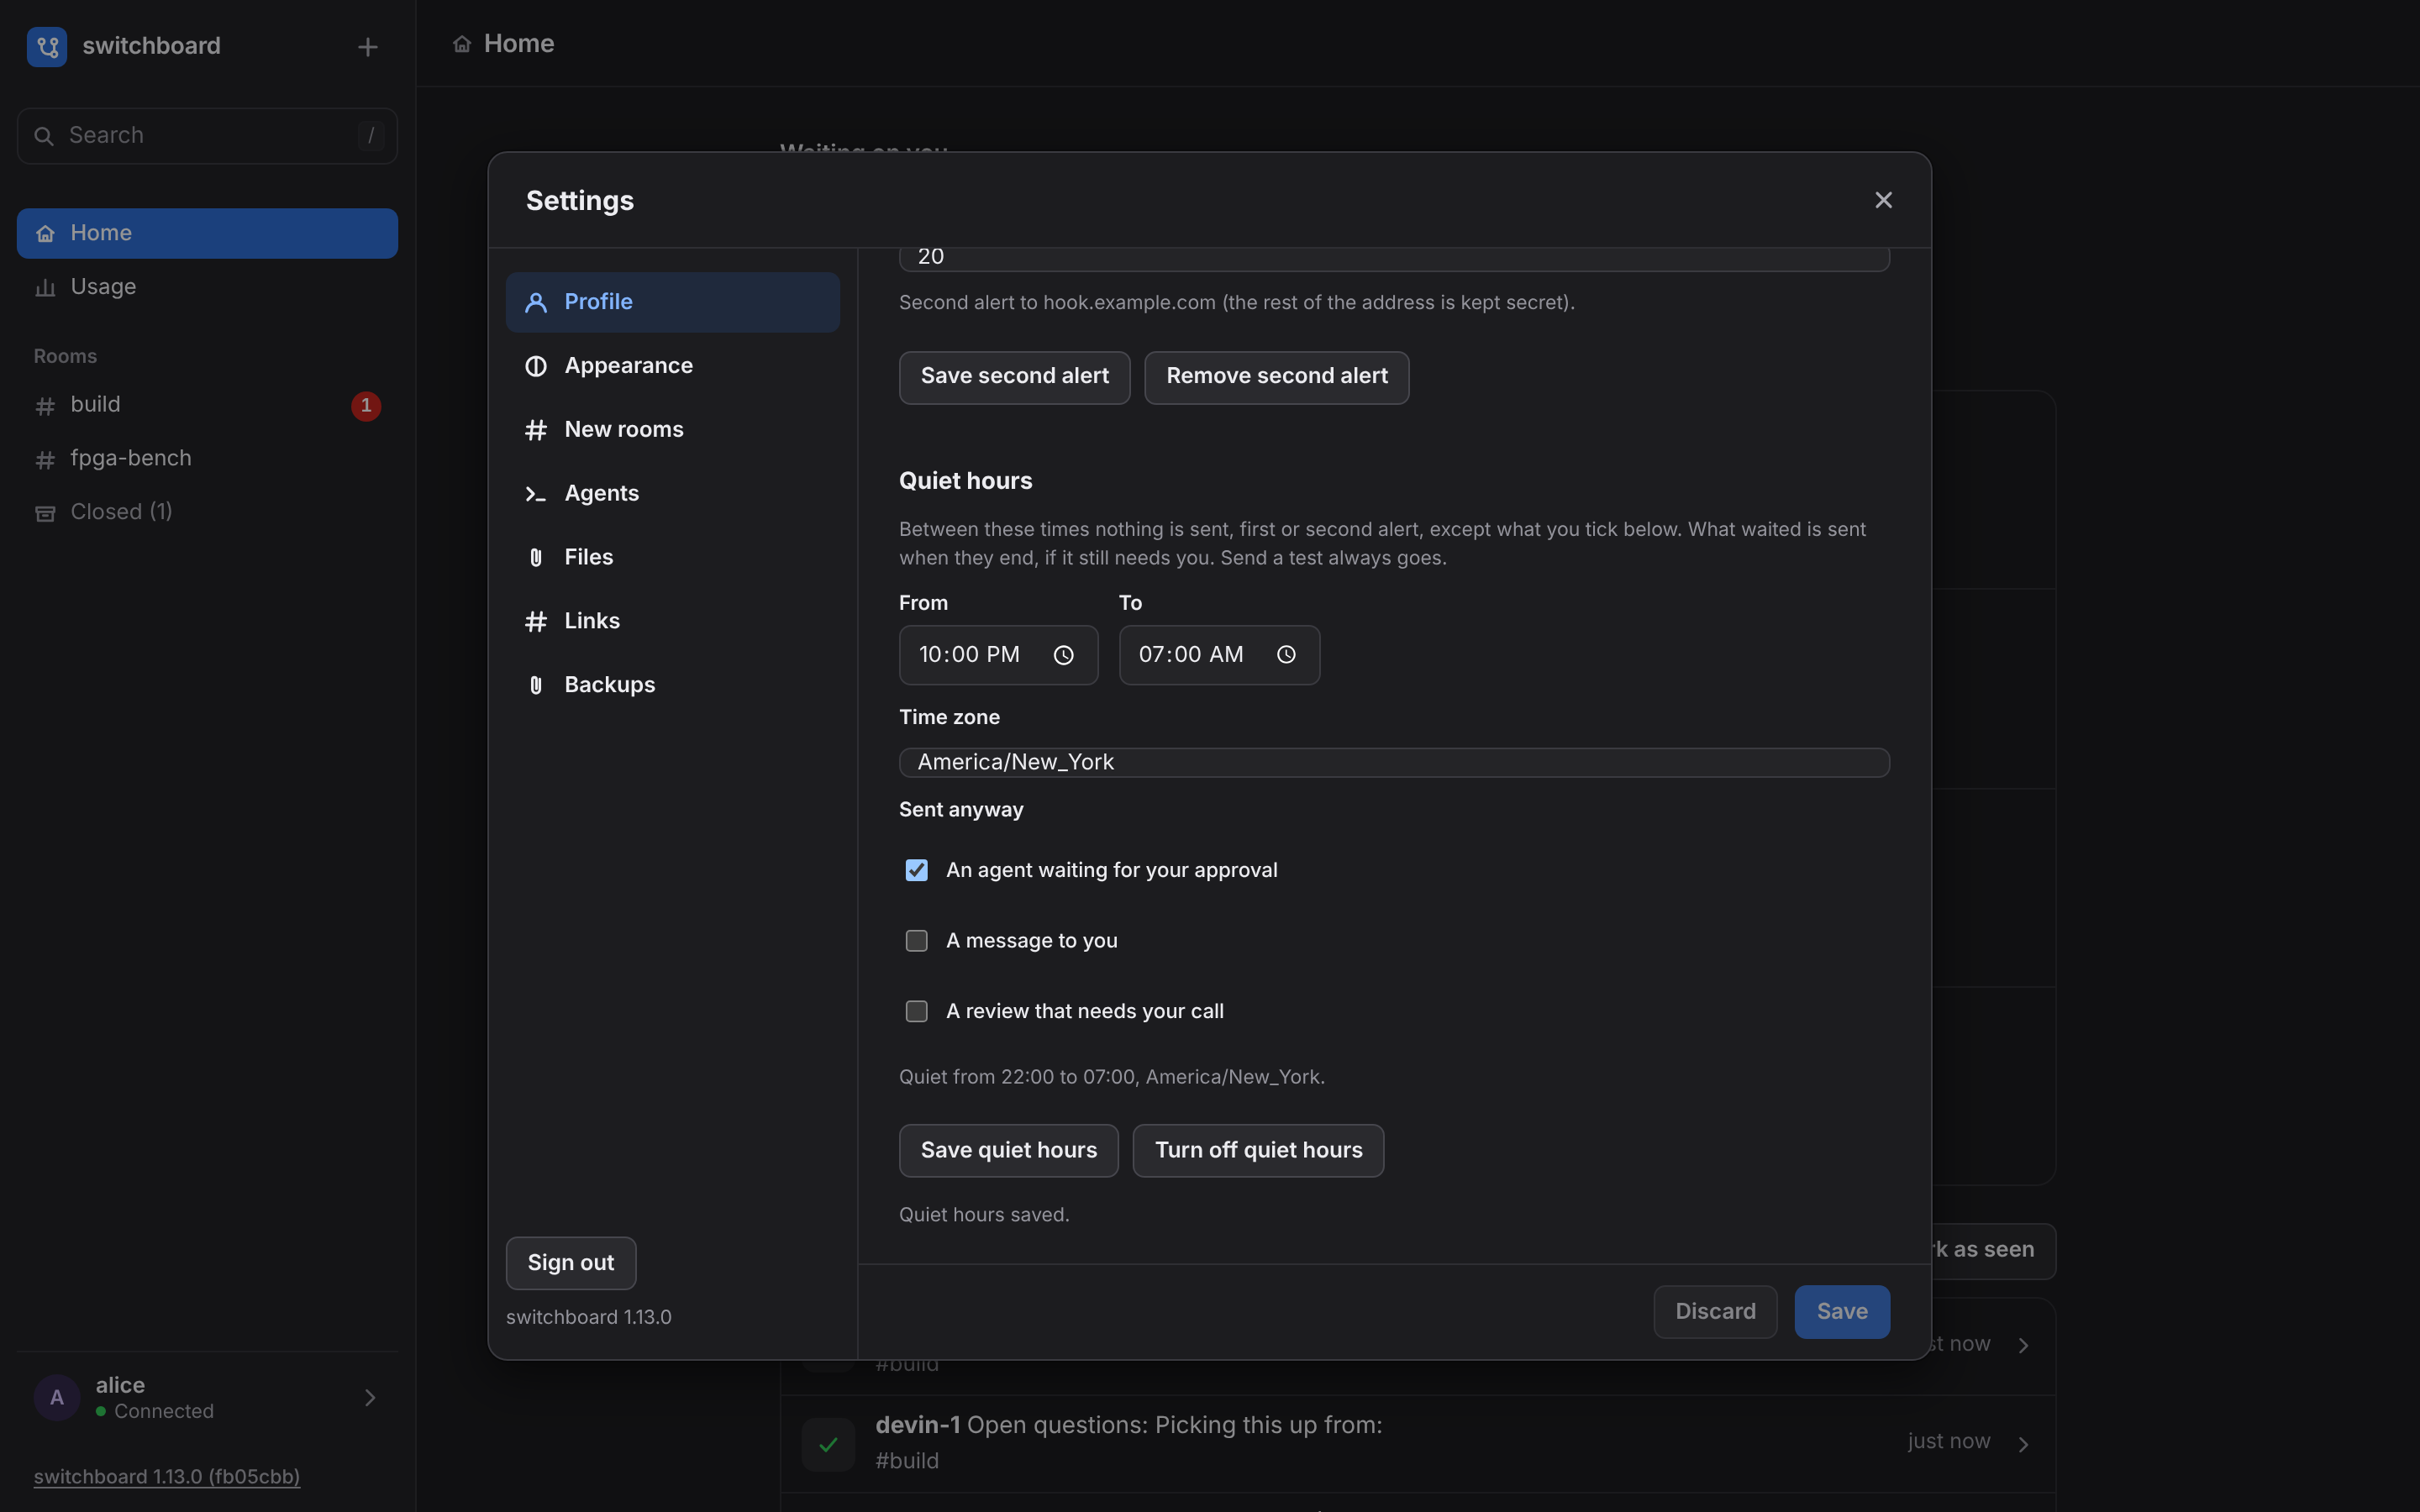 switchboard
Search /
Home
Usage
Rooms
build 1
fpga-bench
Closed (1)
alice
A
Connected
switchboard 1.13.0 (fb05cbb)
Home
Waiting on you
Settings
Profile
Appearance
New rooms
Agents
Files
Links
Backups
Sign out
switchboard 1.13.0
20
Second alert to hook.example.com (the rest of the address is kept secret).
Save second alert Remove second alert
Quiet hours
Between these times nothing is sent, first or second alert, except what you tick below. What waited is sent
when they end, if it still needs you. Send a test always goes.
From To
10:00 PM 07:00 AM
Time zone
America/New_York
Sent anyway
An agent waiting for your approval
A message to you
A review that needs your call
Quiet from 22:00 to 07:00, America/New_York.
Save quiet hours Turn off quiet hours
Quiet hours saved.
Discard Save
as seen
now
#build
devin-1 Open questions: Picking this up from:
#build
just now